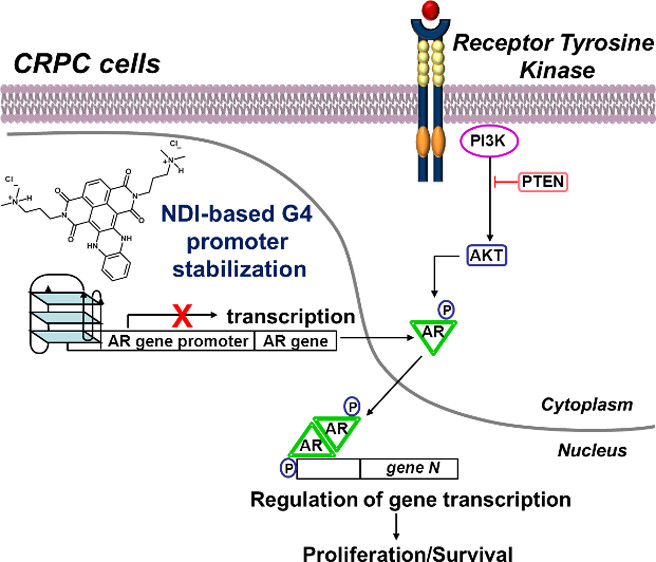 CRPC cells
Receptor Tyrosine
Kinase
PI3K
PTEN
AKT
Cl
−
N
+
H
Cl
−
N
+
H
O
O
N
N
O
O
HN
NH
NDI-based G4
promoter
stabilization
X
transcription
AR gene promoter
AR gene
P
AR
Cytoplasm
Nucleus
P
AR
AR
P
gene N
Regulation of gene transcription
Proliferation/Survival